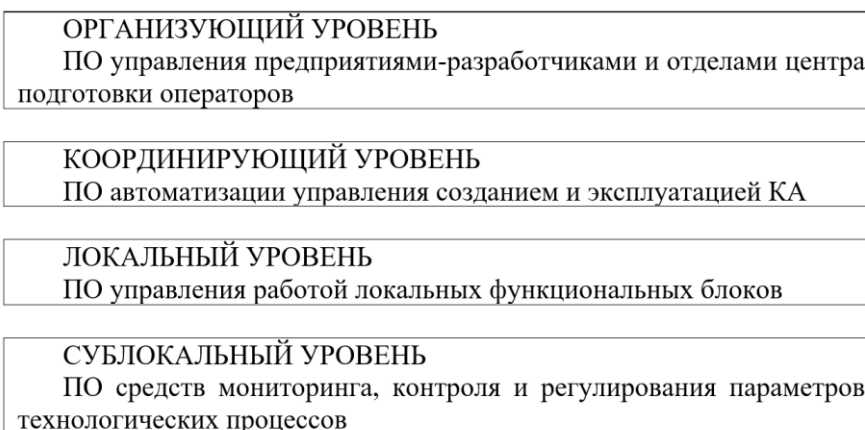 ОРГАНИЗУЮЩИЙ УРОВЕНЬ
ПО управления предприятиями-разработчиками и отделами центра
подготовки операторов
КООРДИНИРУЮЩИЙ УРОВЕНЬ
ПО автоматизации управления созданием и эксплуатацией КА
ЛОКАЛЬНЫЙ УРОВЕНЬ
ПО управления работой локальных функциональных блоков
СУБЛОКАЛЬНЫЙ УРОВЕНЬ
ПО средств мониторинга, контроля и регулирования параметров
технологических процессов